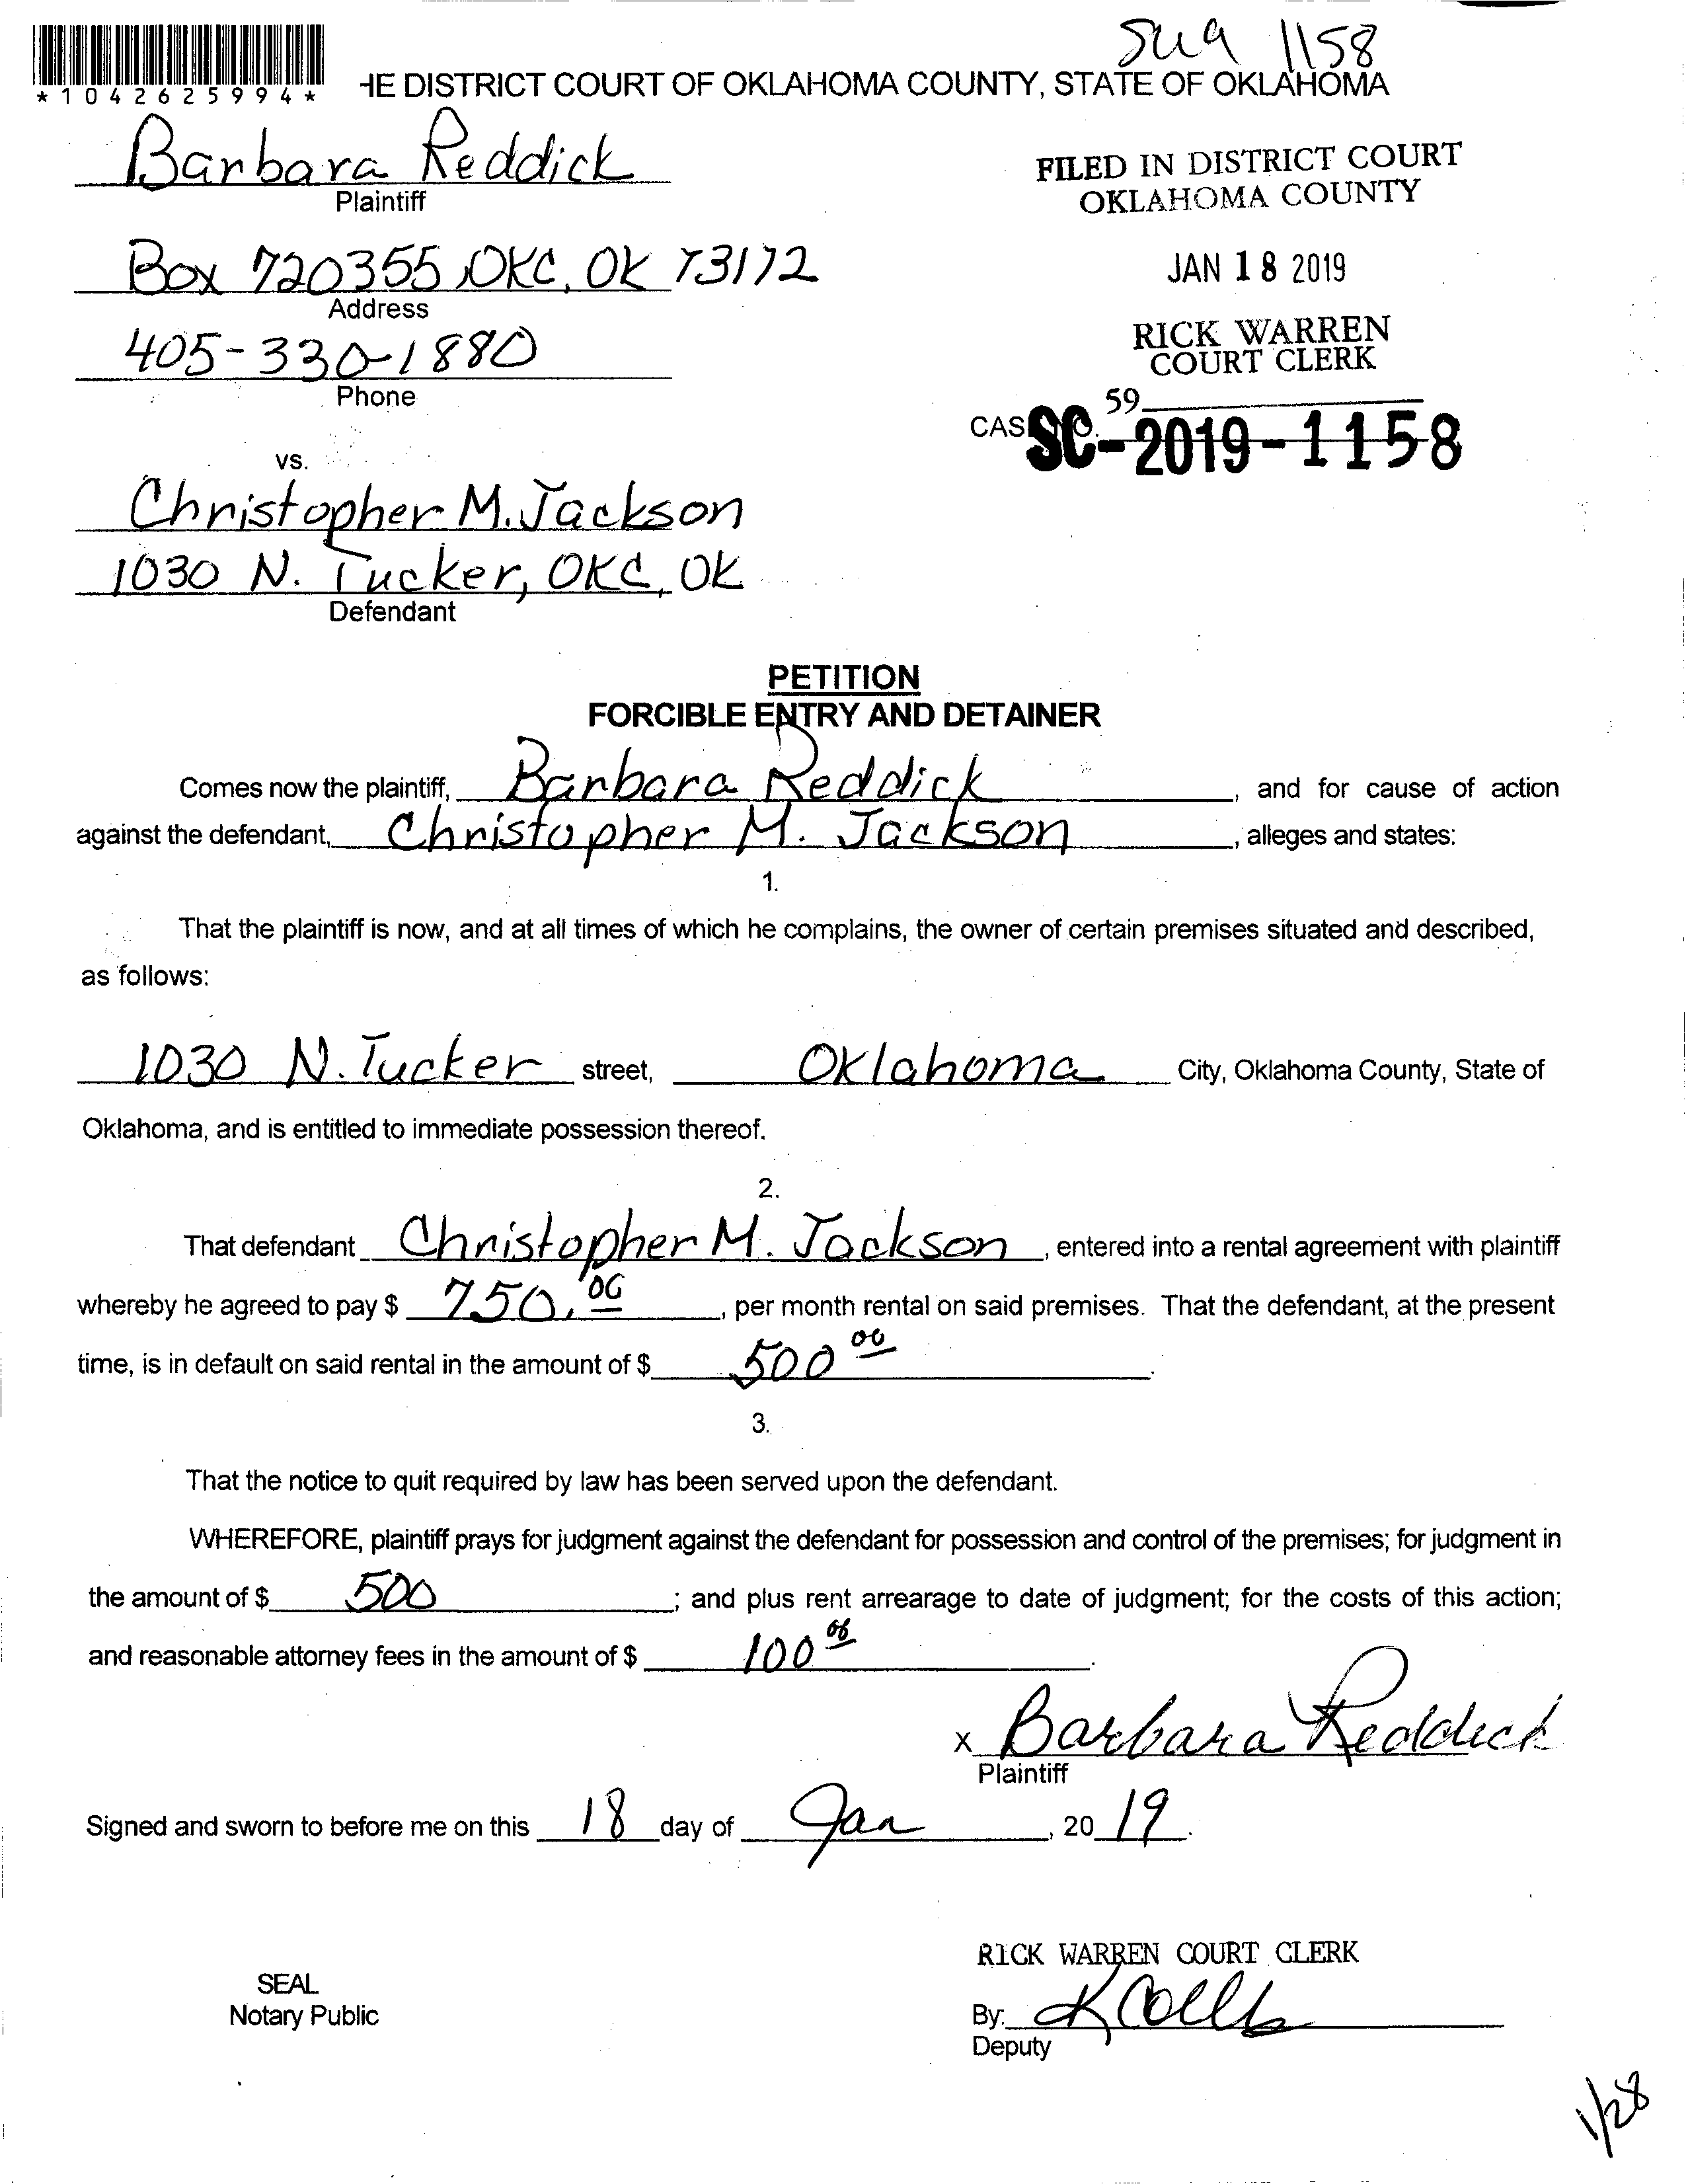 Sug 1158
*1042625994*
HE DISTRICT COURT OF OKLAHOMA COUNTY, STATE OF OKLAHOMA
Barbara Reddick
Plaintiff
FILED IN DISTRICT COURT
OKLAHOMA COUNTY
Box 720355 OKC, OK 73172
Address
JAN 18 2019
405-330-1880
Phone
RICK WARREN
COURT CLERK
59
CAS NO. SC-2019-1158
vs.
Christopher M. Jackson
1030 N. Tucker, OKC, OK
Defendant
PETITION
FORCIBLE ENTRY AND DETAINER
Comes now the plaintiff, Barbara Reddick, and for cause of action
against the defendant, Christopher M. Jackson, alleges and states:
1.
That the plaintiff is now, and at all times of which he complains, the owner of certain premises situated and described,
as follows:
1030 N. Tucker street, Oklahoma City, Oklahoma County, State of
Oklahoma, and is entitled to immediate possession thereof.
2.
That defendant Christopher M. Jackson, entered into a rental agreement with plaintiff
whereby he agreed to pay $ 750.00, per month rental on said premises. That the defendant, at the present
time, is in default on said rental in the amount of $ 500 00.
3.
That the notice to quit required by law has been served upon the defendant.
WHEREFORE, plaintiff prays for judgment against the defendant for possession and control of the premises; for judgment in
the amount of $ 500; and plus rent arrearage to date of judgment; for the costs of this action;
and reasonable attorney fees in the amount of $ 100 00.
X Barbara Reddick
Plaintiff
Signed and sworn to before me on this 18 day of Jan, 20 19.
RICK WARREN COURT CLERK
SEAL
Notary Public
By:
Deputy
1/28